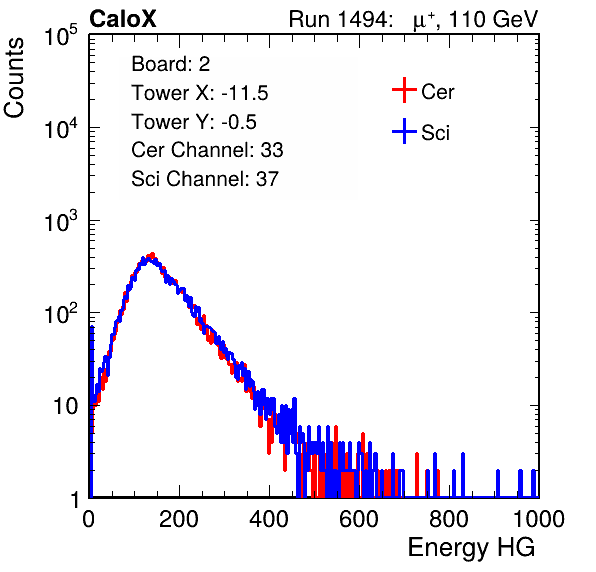 CaloX Run 1494: μ⁺, 110 GeV
Counts
10⁵
10⁴
10³
10²
10
1
Board: 2
Tower X: -11.5
Tower Y: -0.5
Cer Channel: 33
Sci Channel: 37
Cer
Sci
0 200 400 600 800 1000
Energy HG